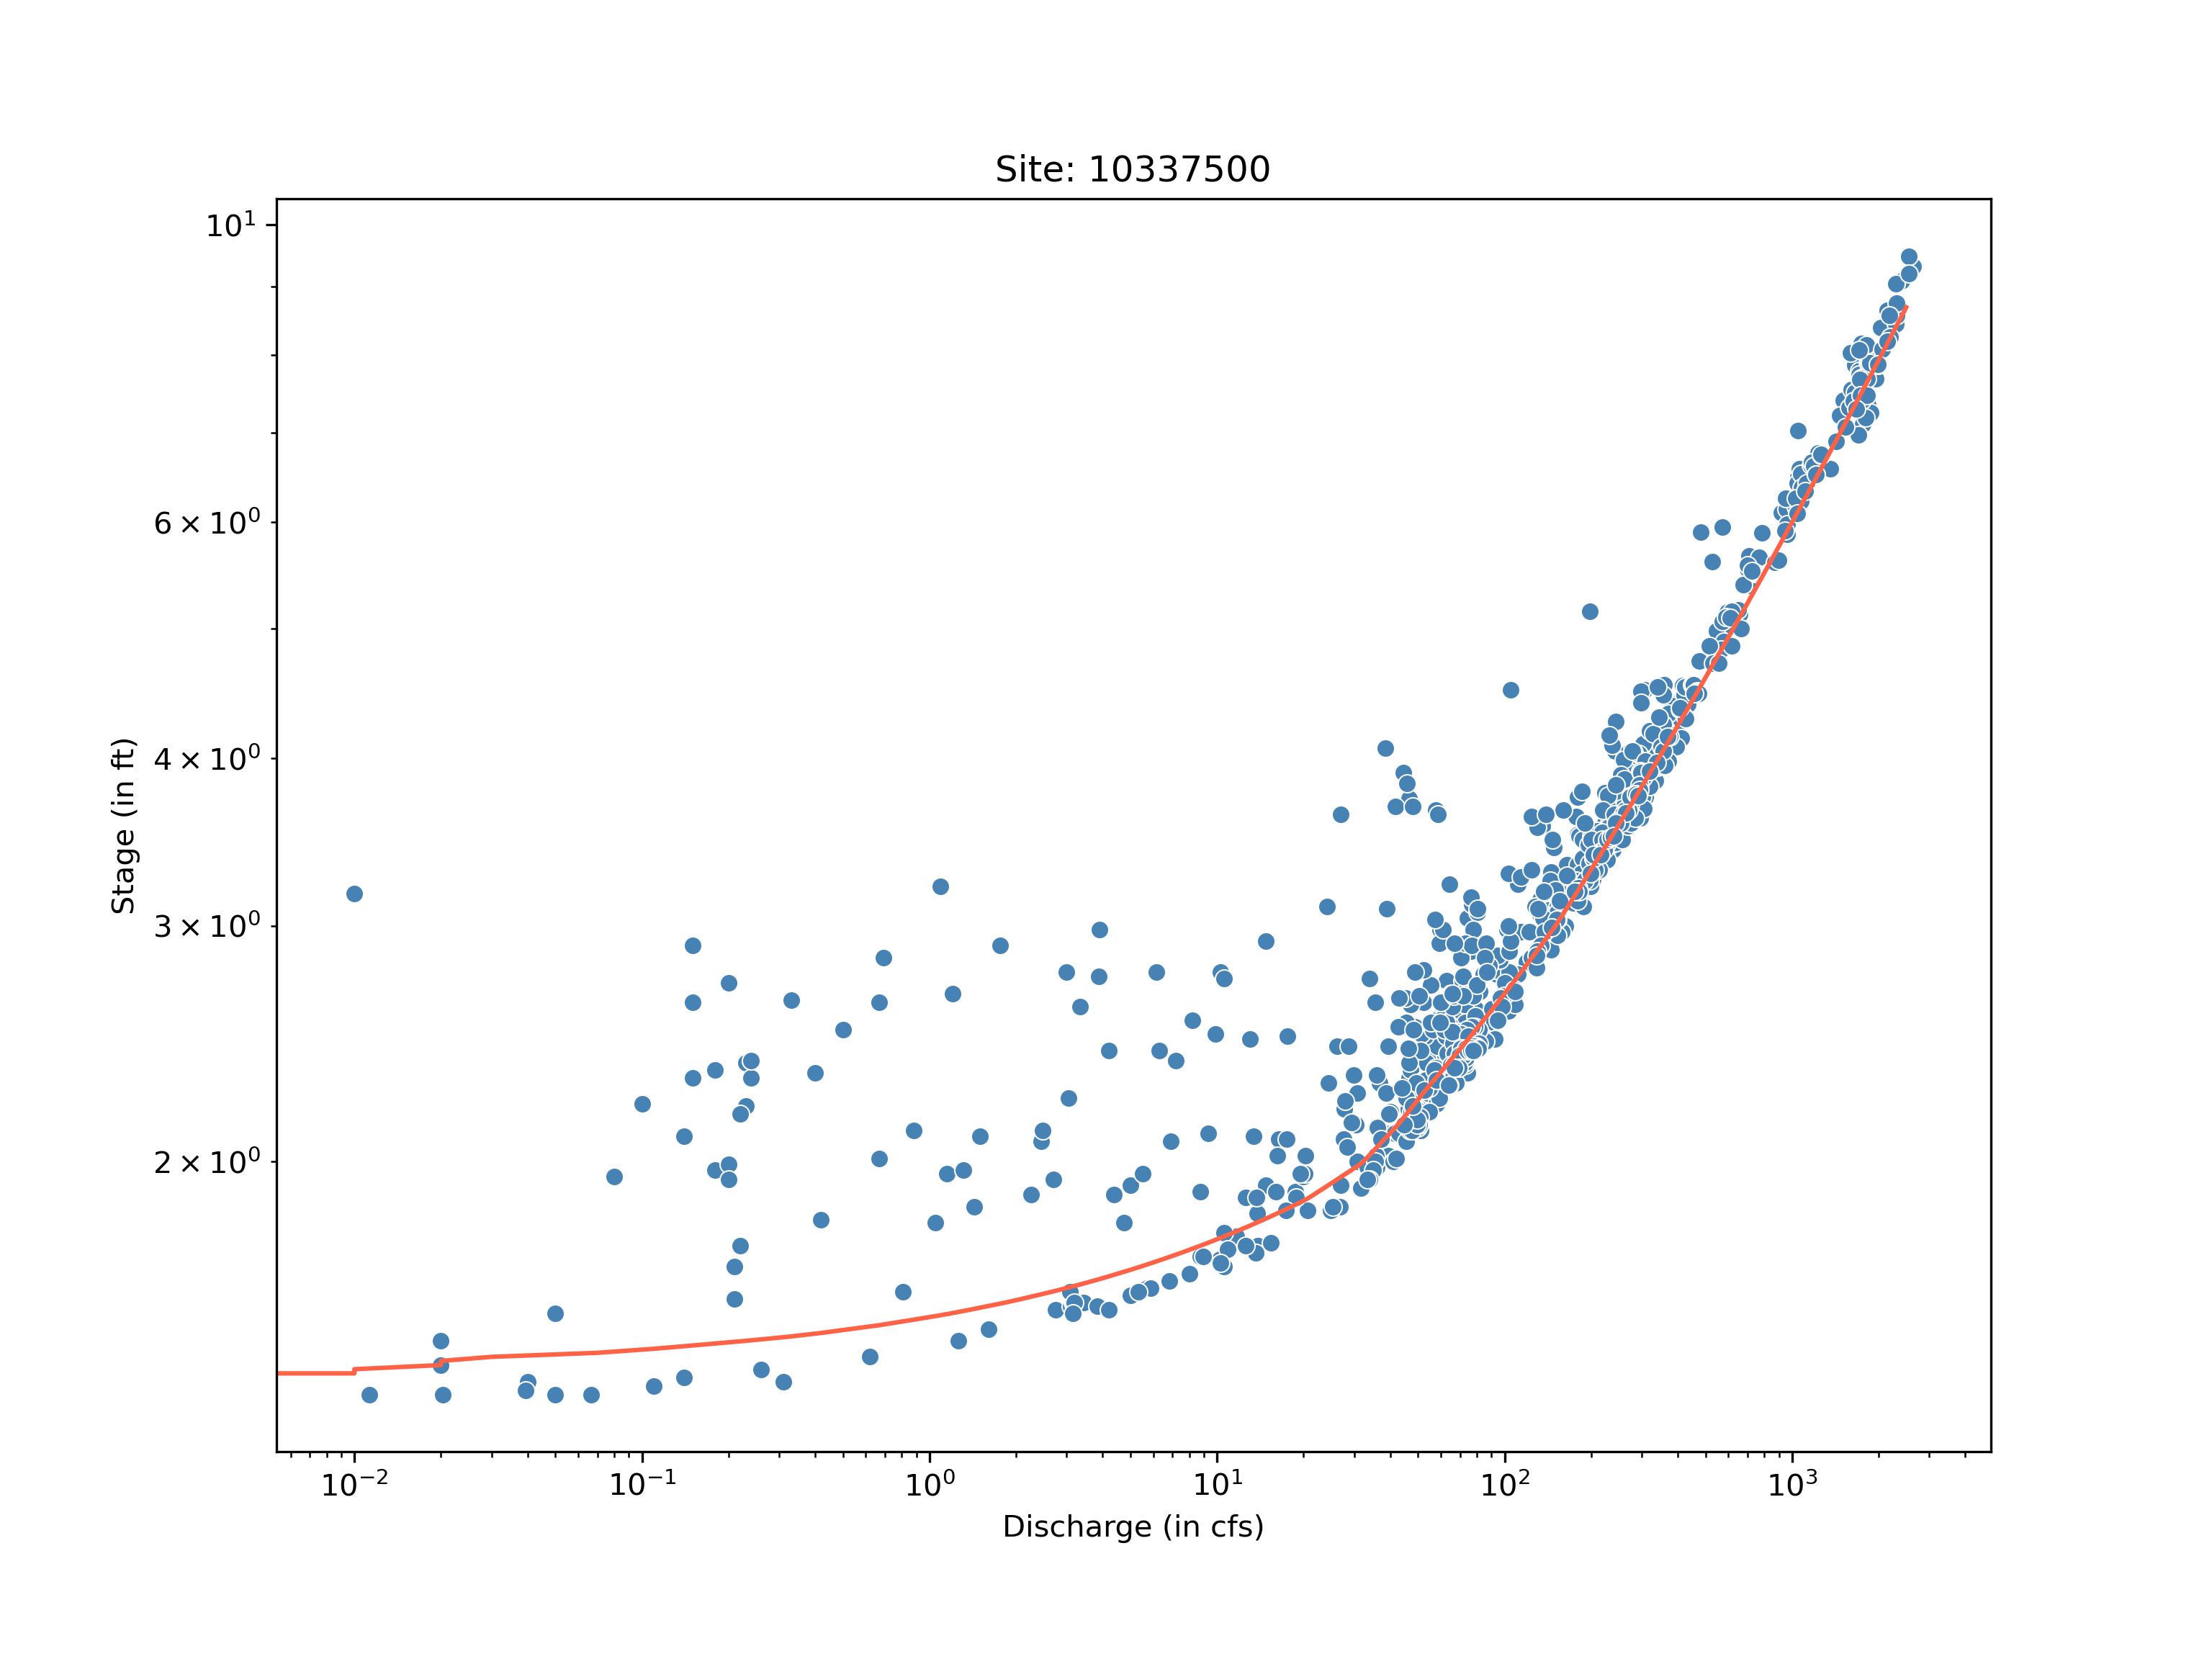 Site: 10337500
10¹
6 × 10⁰
4 × 10⁰
3 × 10⁰
2 × 10⁰
Stage (in ft)
10⁻² 10⁻¹ 10⁰ 10¹ 10² 10³
Discharge (in cfs)